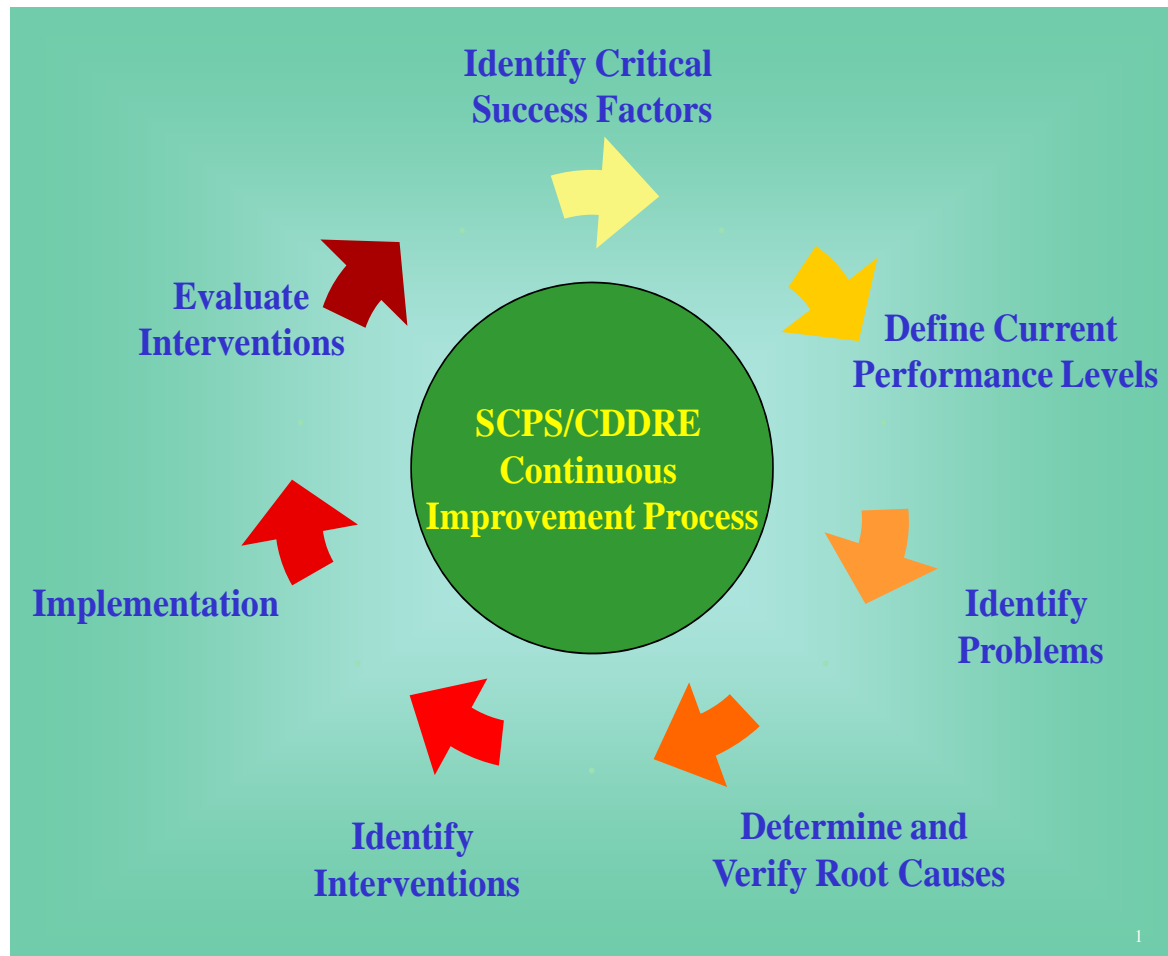 Identify Critical
Success Factors
Define Current
Performance Levels
Identify
Problems
Determine and
Verify Root Causes
Identify
Interventions
Implementation
Evaluate
Interventions
SCPS/CDDRE
Continuous
Improvement Process
1